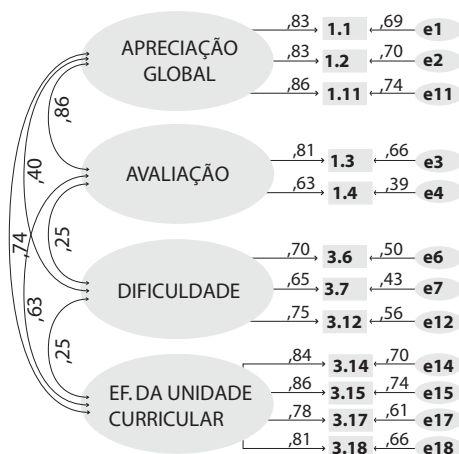 ,83 1.1 ,69 e1
APRECIAÇÃO GLOBAL ,83 1.2 ,70 e2
,86 1.11 ,74 e11
,86
,40
,74
AVALIAÇÃO
,81 1.3 ,66 e3
,63 1.4 ,39 e4
,25
,63
DIFICULDADE
,70 3.6 ,50 e6
,65 3.7 ,43 e7
,75 3.12 ,56 e12
,25
EF. DA UNIDADE
CURRICULAR
,84 3.14 ,70 e14
,86 3.15 ,74 e15
,78 3.17 ,61 e17
,81 3.18 ,66 e18